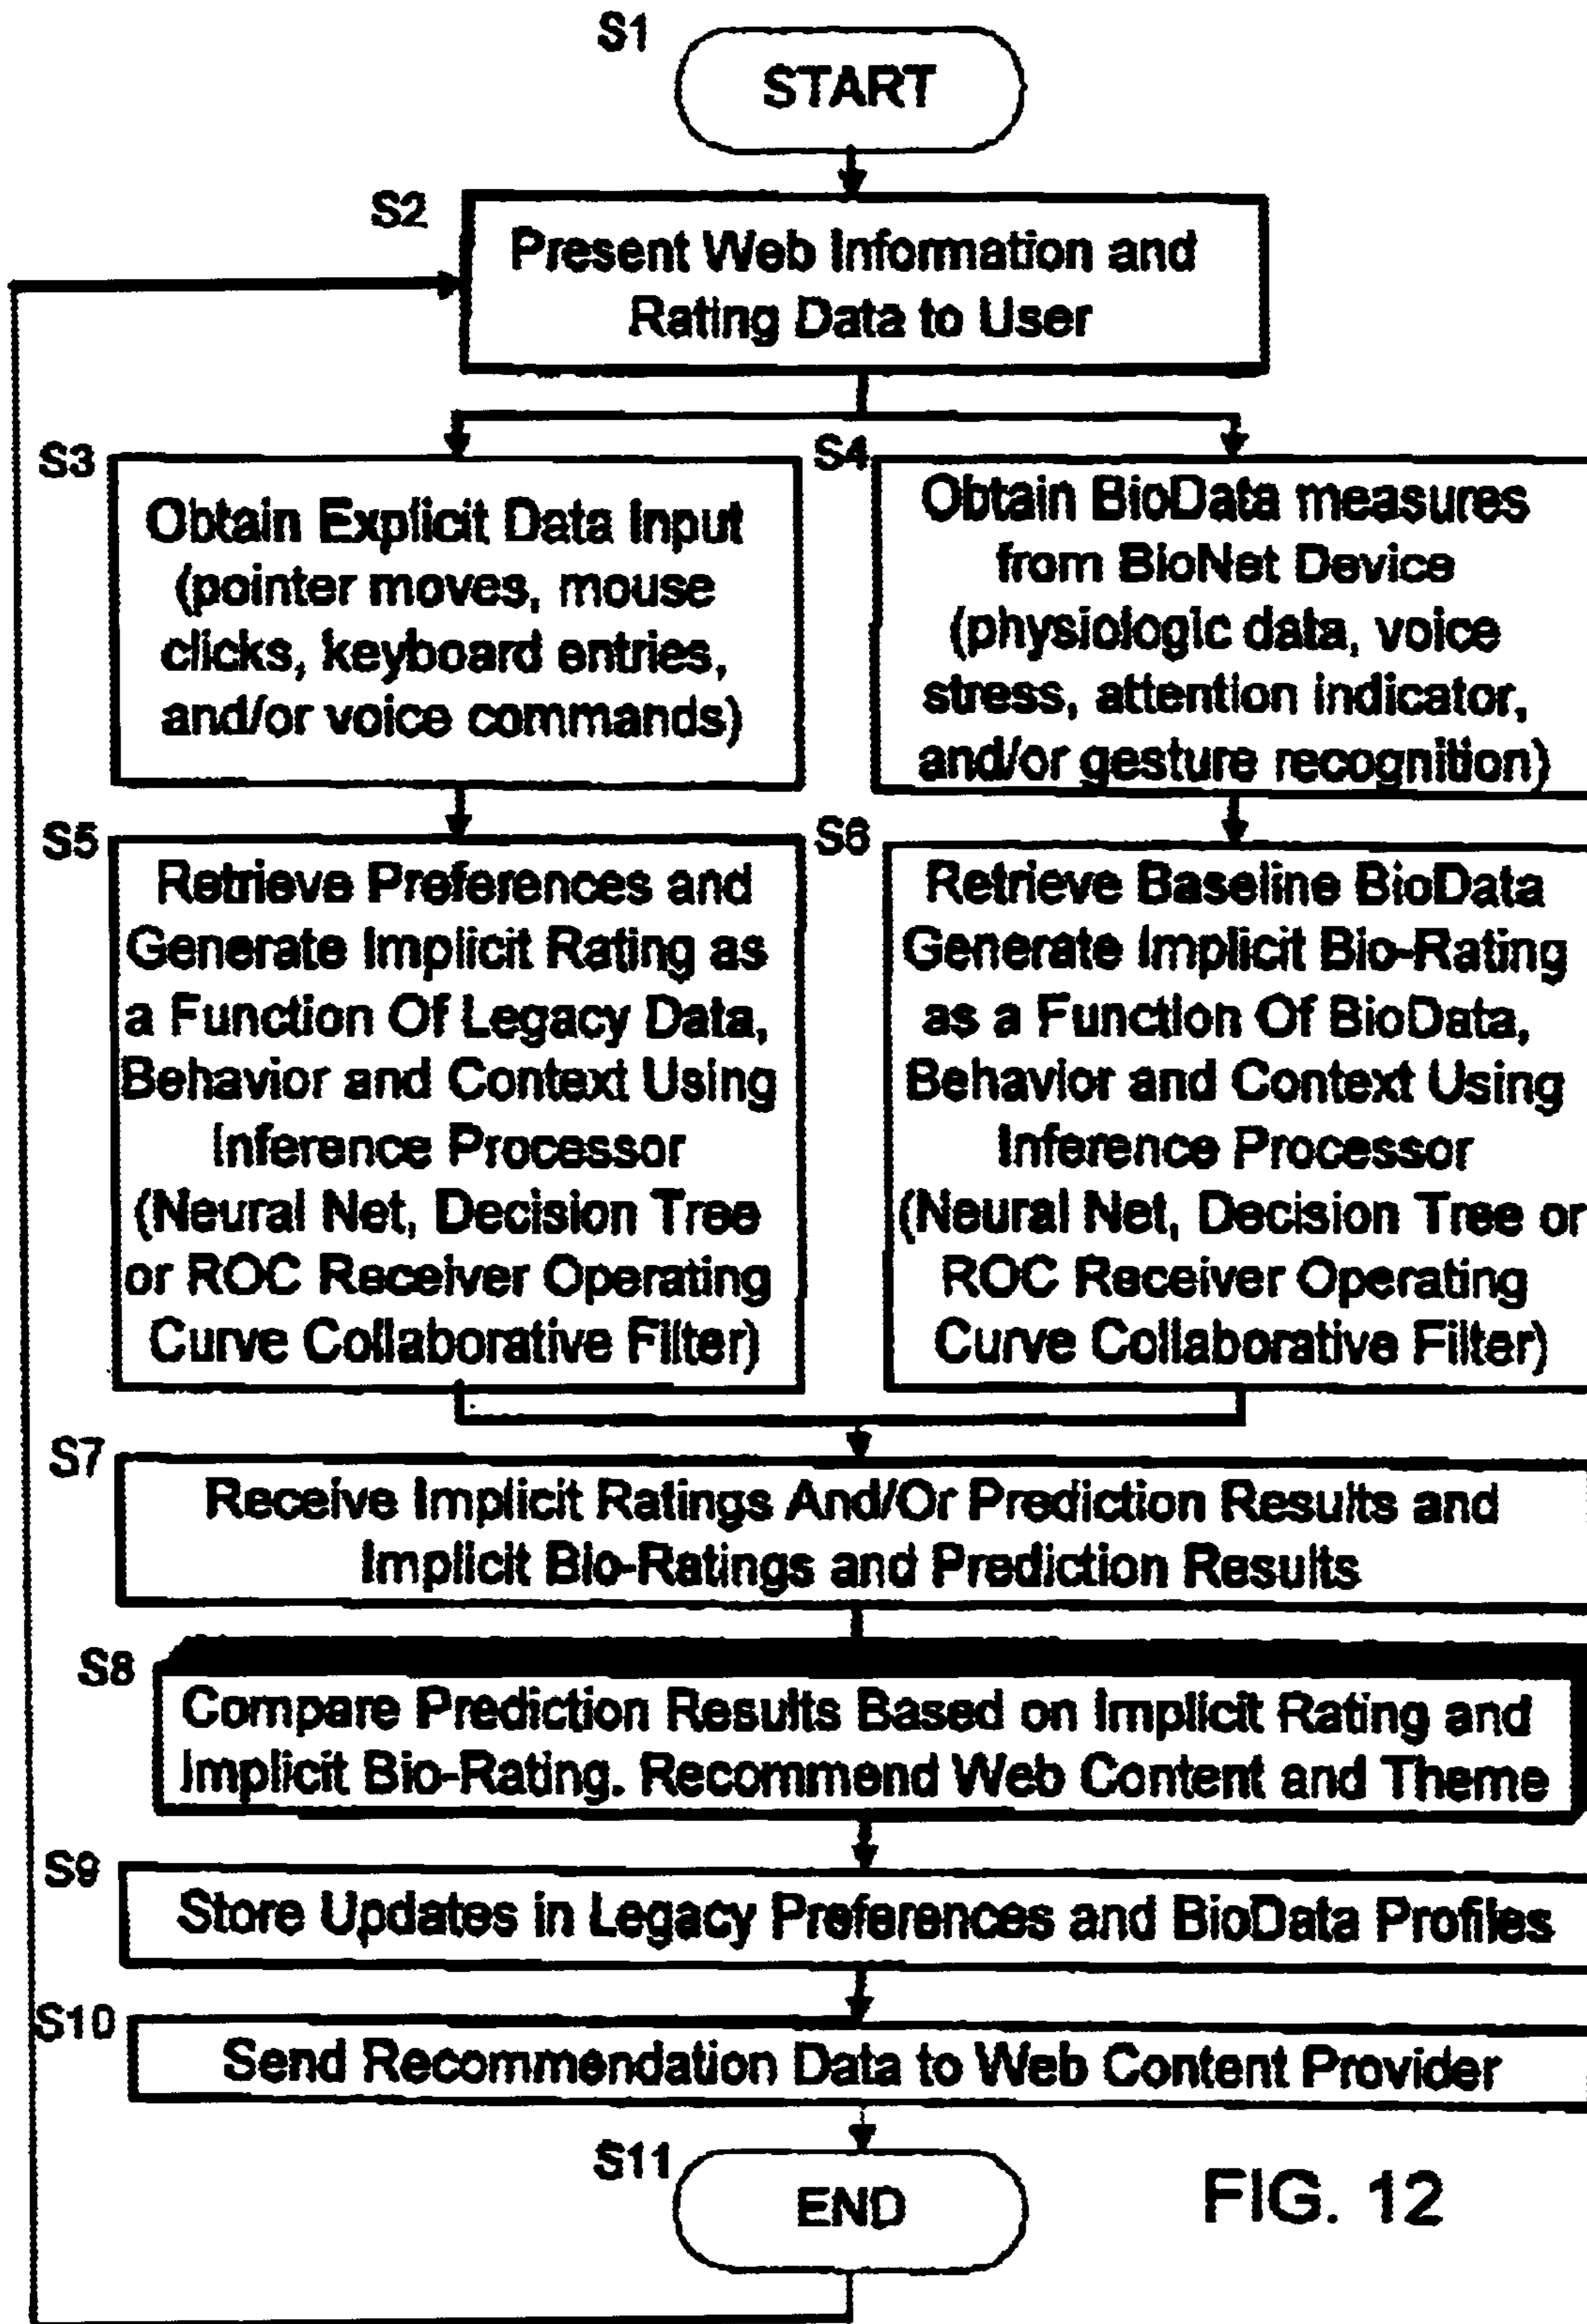 S1
START
S2
Present Web Information and
Rating Data to User
S3
Obtain Explicit Data Input
(pointer moves, mouse
clicks, keyboard entries,
and/or voice commands)
S4
Obtain BioData measures
from BioNet Device
(physiologic data, voice
stress, attention indicator,
and/or gesture recognition)
S5
Retrieve Preferences and
Generate Implicit Rating as
a Function Of Legacy Data,
Behavior and Context Using
Inference Processor
(Neural Net, Decision Tree
or ROC Receiver Operating
Curve Collaborative Filter)
S6
Retrieve Baseline BioData
Generate Implicit Bio-Rating
as a Function Of BioData,
Behavior and Context Using
Inference Processor
(Neural Net, Decision Tree or
ROC Receiver Operating
Curve Collaborative Filter)
S7
Receive Implicit Ratings And/Or Prediction Results and
Implicit Bio-Ratings and Prediction Results
S8
Compare Prediction Results Based on Implicit Rating and
Implicit Bio-Rating. Recommend Web Content and Theme
S9
Store Updates in Legacy Preferences and BioData Profiles
S10
Send Recommendation Data to Web Content Provider
S11
END
FIG. 12